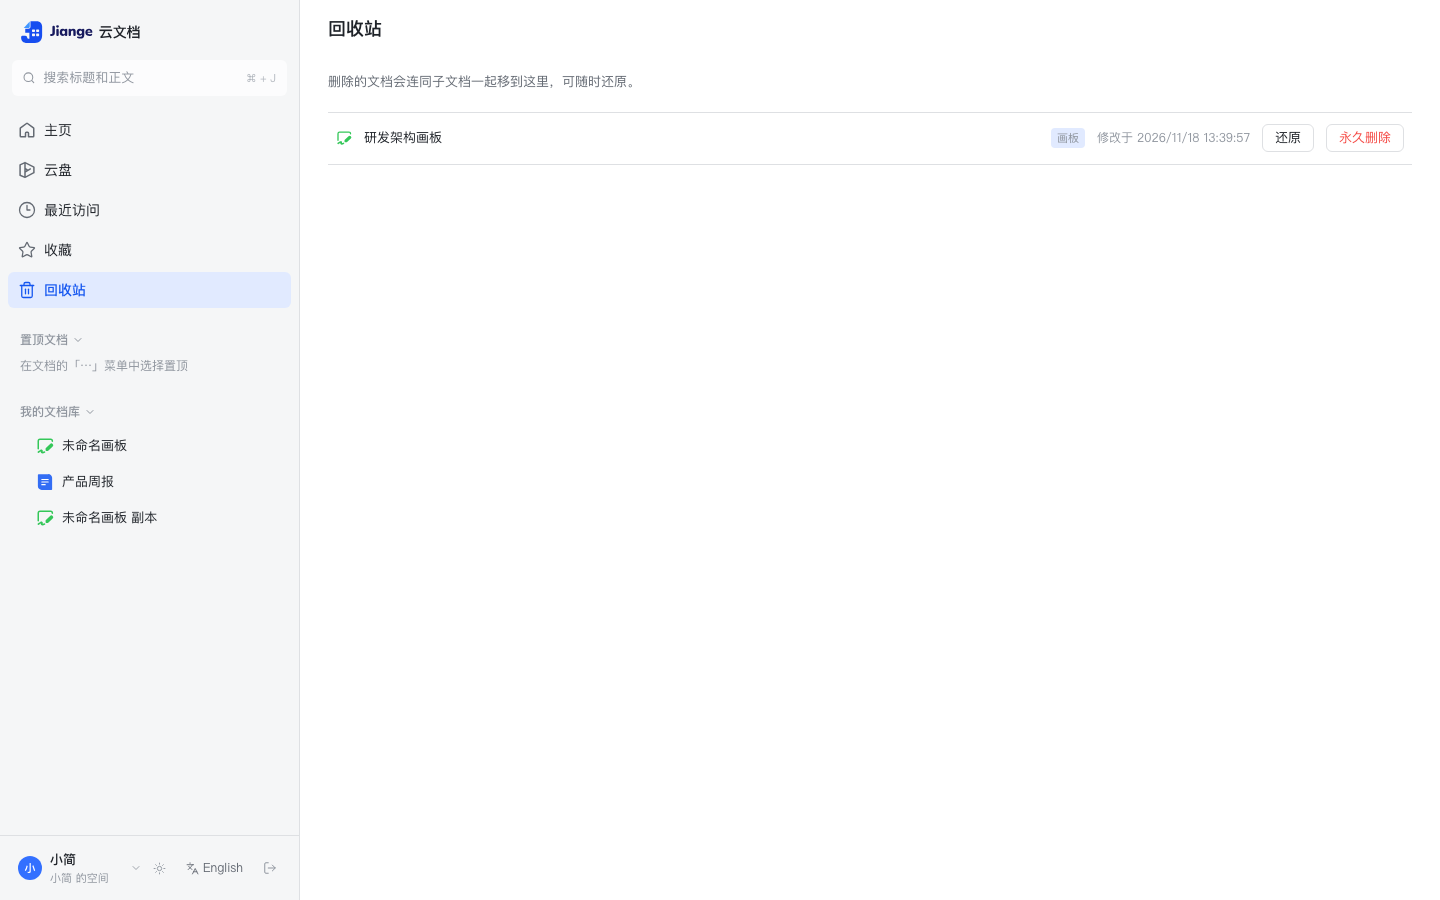 Jiange 云文档
搜索标题和正文 ⌘ + J
主页
云盘
最近访问
收藏
回收站
置顶文档
在文档的「…」菜单中选择置顶
我的文档库
未命名画板
产品周报
未命名画板 副本
小
小简
小简 的空间
English
回收站
删除的文档会连同子文档一起移到这里，可随时还原。
研发架构画板 画板 修改于 2026/11/18 13:39:57 还原 永久删除